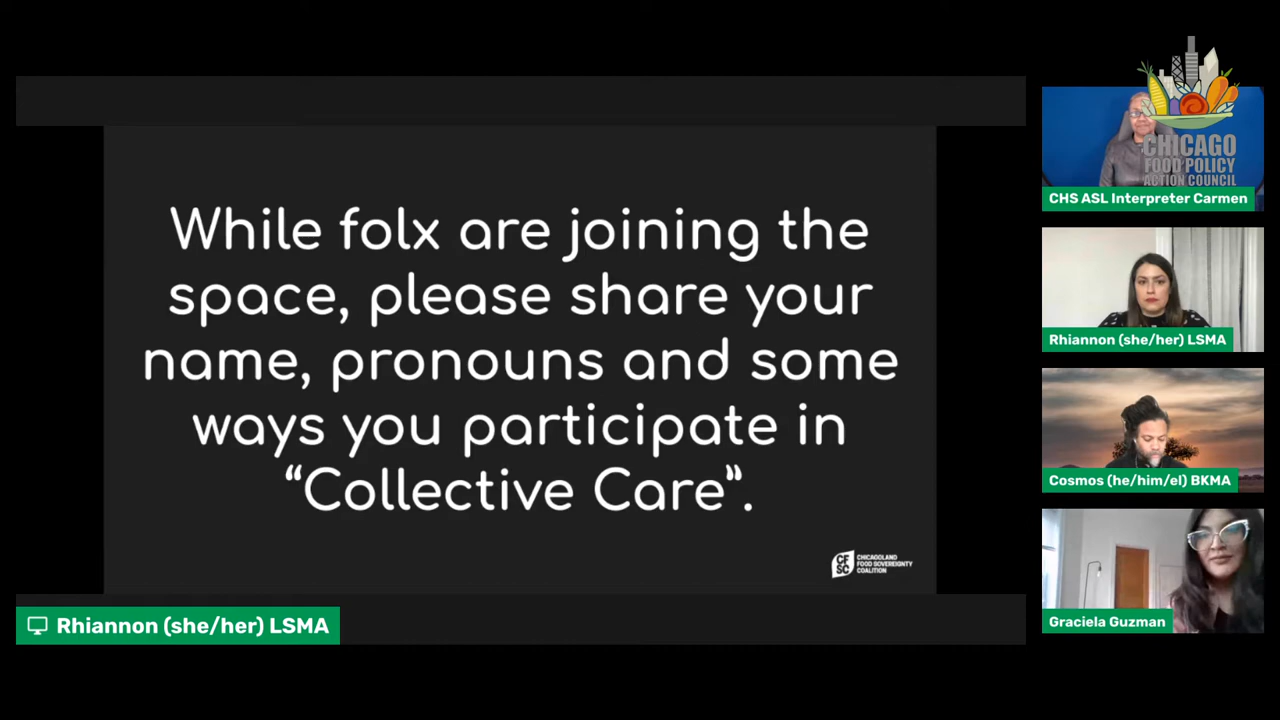 While folx are joining the
space, please share your
name, pronouns and some
ways you participate in
“Collective Care”.
CF
SC
CHICAGOLAND
FOOD SOVEREIGNTY
COALITION
Rhiannon (she/her) LSMA
CHICAGO
FOOD POLICY
ACTION COUNCIL
CHS ASL Interpreter Carmen
Rhiannon (she/her) LSMA
Cosmos (he/him/el) BKMA
Graciela Guzman